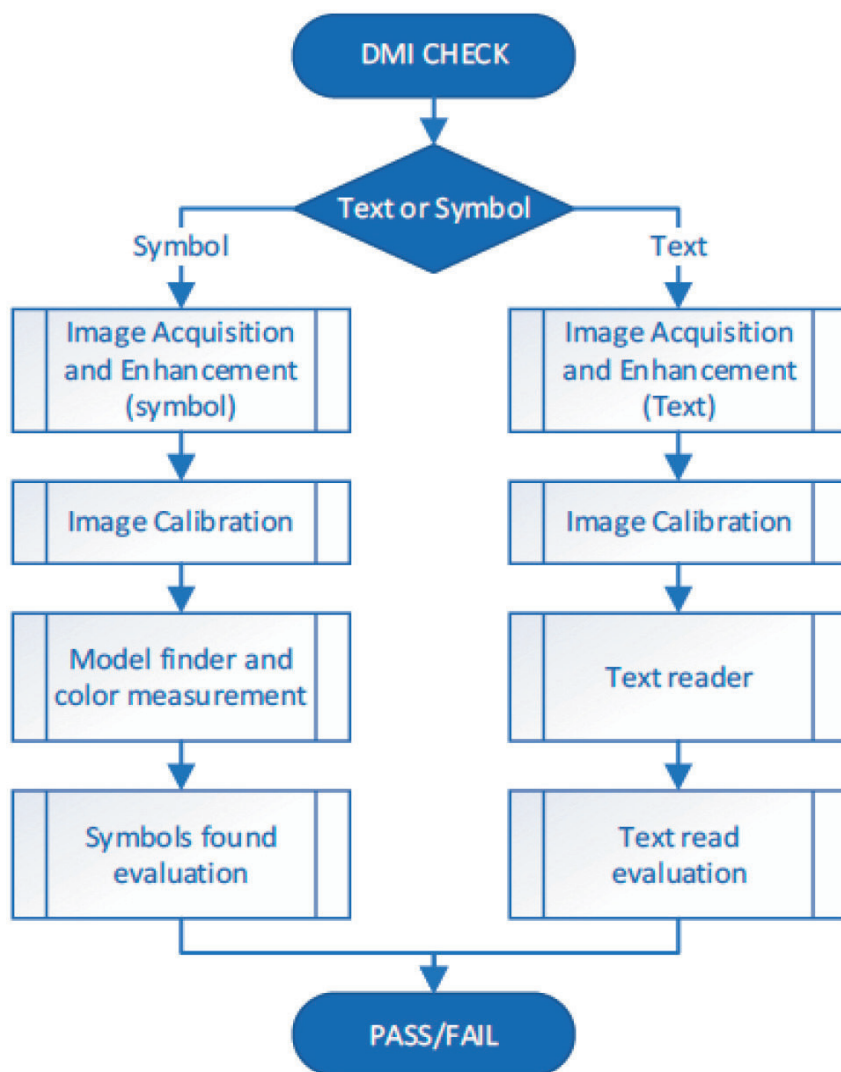 DMI CHECK
Text or Symbol
Symbol
Text
Image Acquisition
and Enhancement
(symbol)
Image Acquisition
and Enhancement
(Text)
Image Calibration
Image Calibration
Model finder and
color measurement
Text reader
Symbols found
evaluation
Text read
evaluation
PASS/FAIL